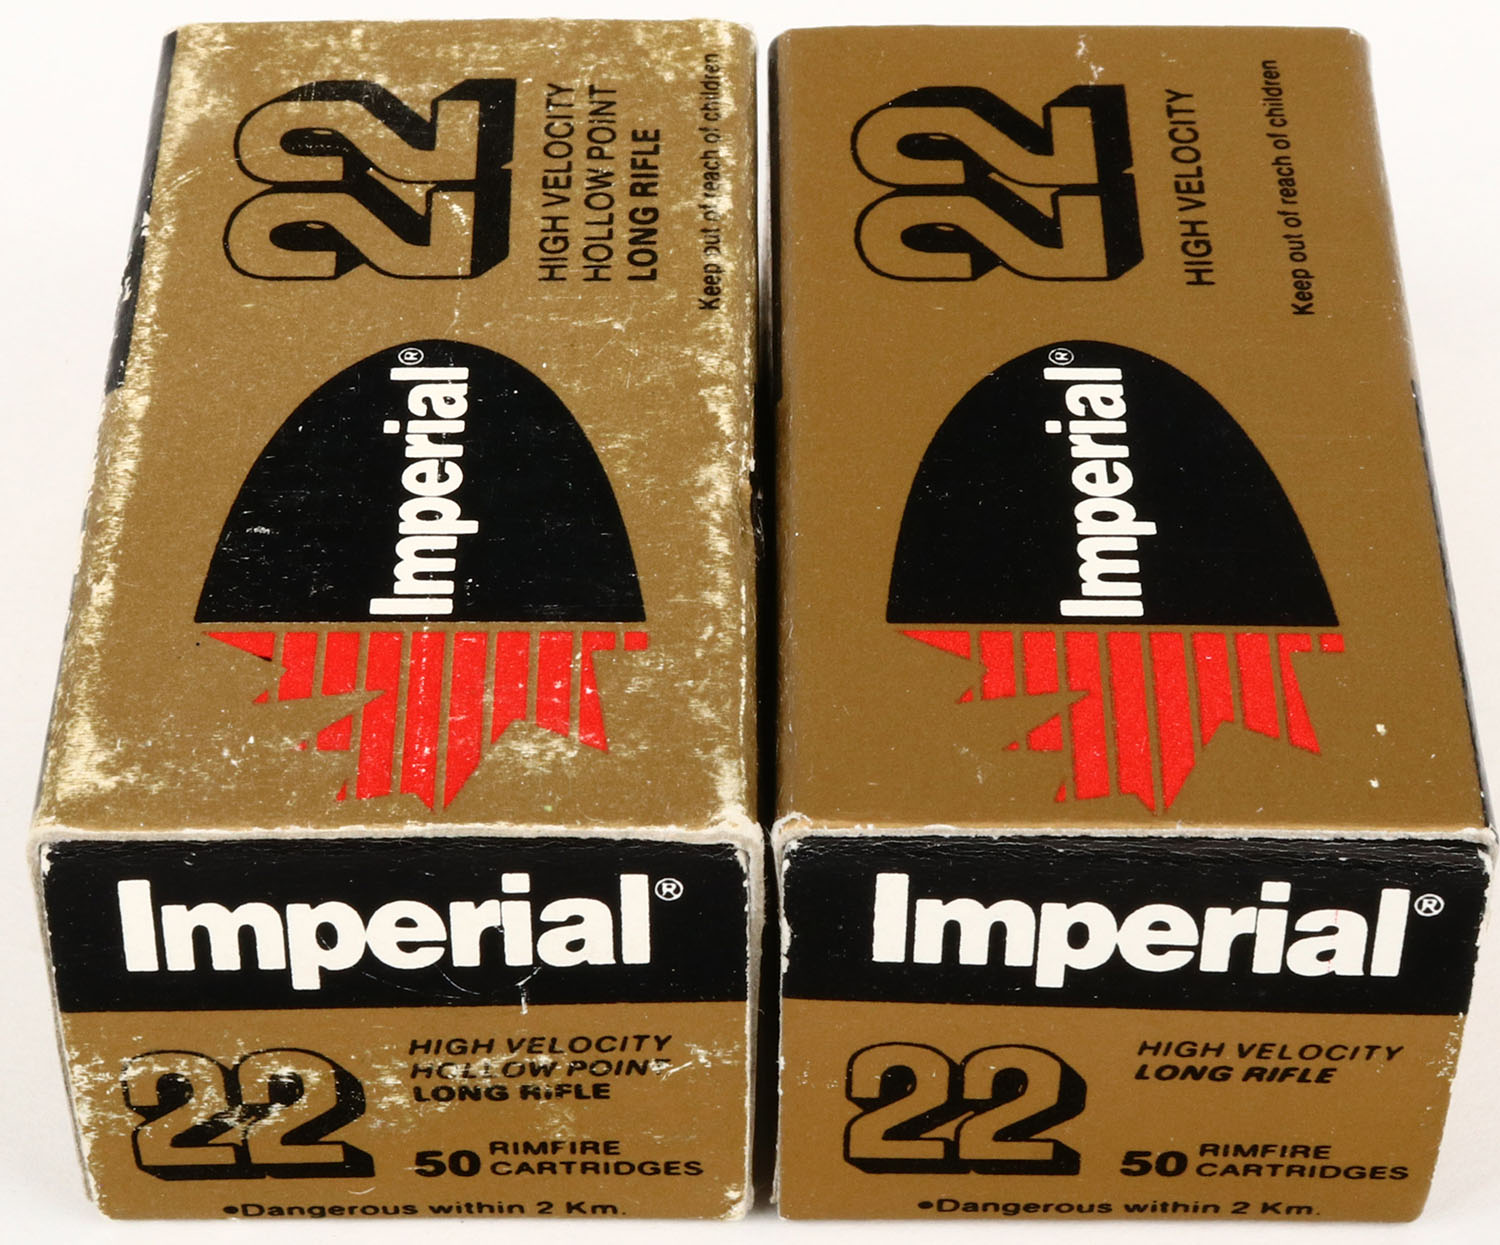 22
HIGH VELOCITY
HOLLOW POINT
LONG RIFLE
Keep out of reach of children
Imperial®
Imperial®
22
HIGH VELOCITY
HOLLOW POINT
LONG RIFLE
50 RIMFIRE
CARTRIDGES
•Dangerous within 2 Km.
22
HIGH VELOCITY
Keep out of reach of children
Imperial®
Imperial®
22
HIGH VELOCITY
LONG RIFLE
50 RIMFIRE
CARTRIDGES
•Dangerous within 2 Km.